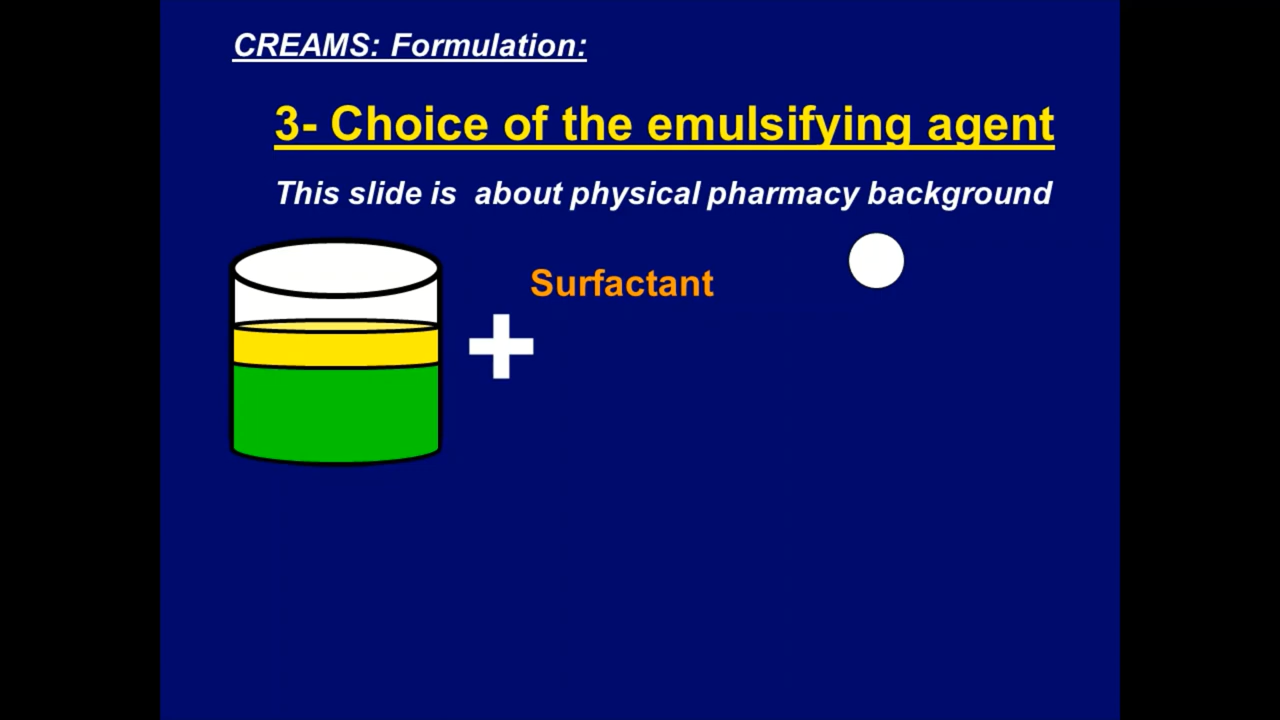 CREAMS: Formulation:
3- Choice of the emulsifying agent
This slide is  about physical pharmacy background
Surfactant